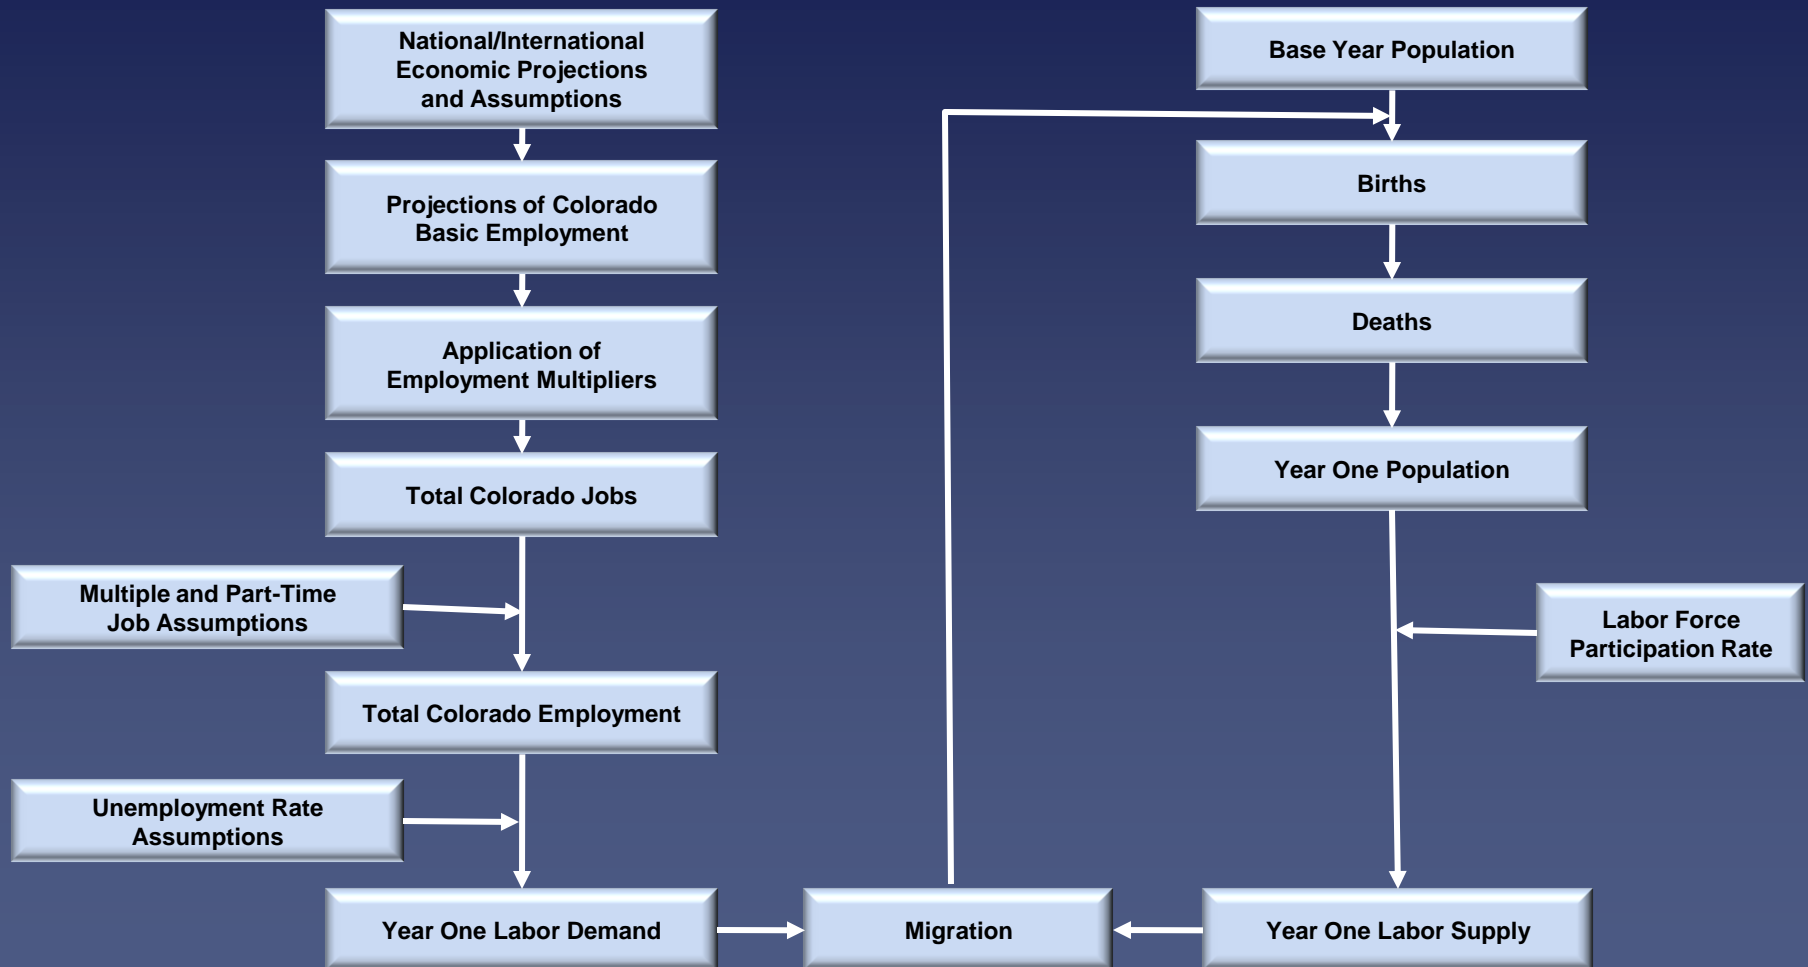 National/International
Economic Projections
and Assumptions
Projections of Colorado
Basic Employment
Application of
Employment Multipliers
Total Colorado Jobs
Multiple and Part-Time
Job Assumptions
Total Colorado Employment
Unemployment Rate
Assumptions
Year One Labor Demand
Migration
Base Year Population
Births
Deaths
Year One Population
Labor Force
Participation Rate
Year One Labor Supply